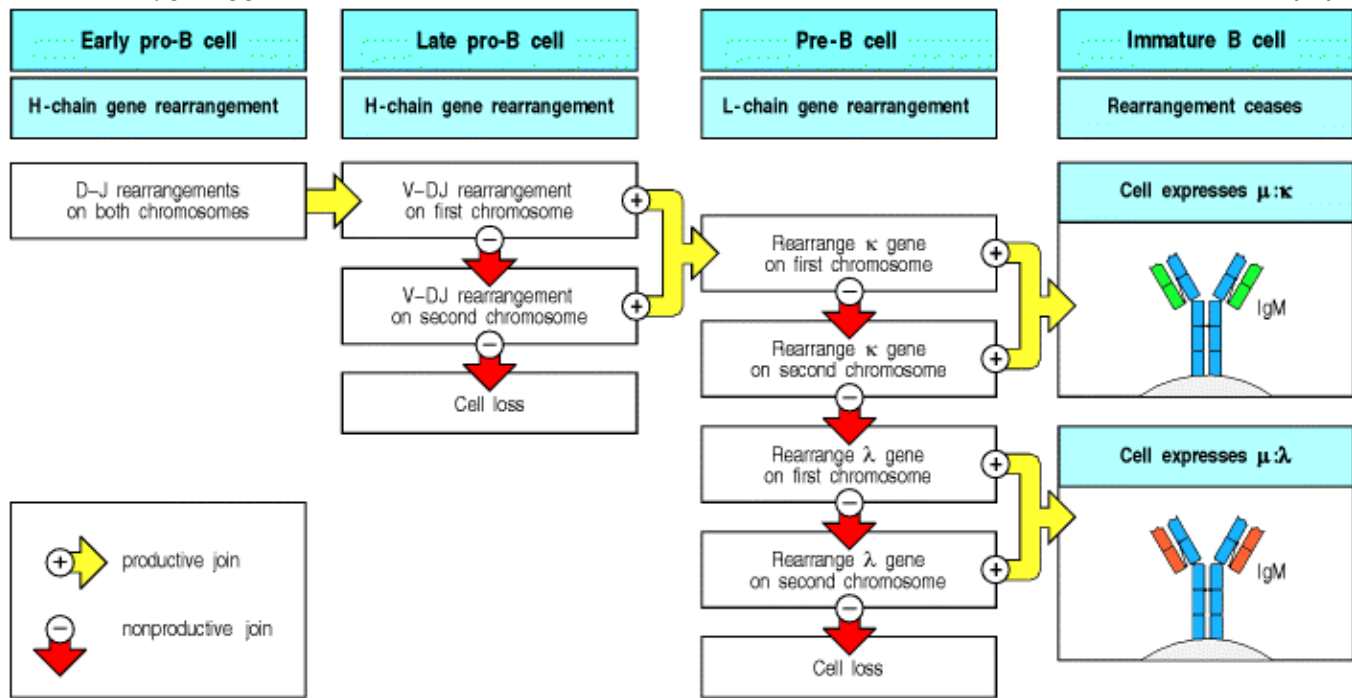 Early pro-B cell
Late pro-B cell
Pre-B cell
Immature B cell
H-chain gene rearrangement
H-chain gene rearrangement
L-chain gene rearrangement
Rearrangement ceases
D–J rearrangements
on both chromosomes
V–DJ rearrangement
on first chromosome
+
−
V–DJ rearrangement
on second chromosome
+
−
Cell loss
Rearrange κ gene
on first chromosome
+
−
Rearrange κ gene
on second chromosome
+
−
Rearrange λ gene
on first chromosome
+
−
Rearrange λ gene
on second chromosome
+
−
Cell loss
Cell expresses μ:κ
IgM
Cell expresses μ:λ
IgM
+ productive join
− nonproductive join